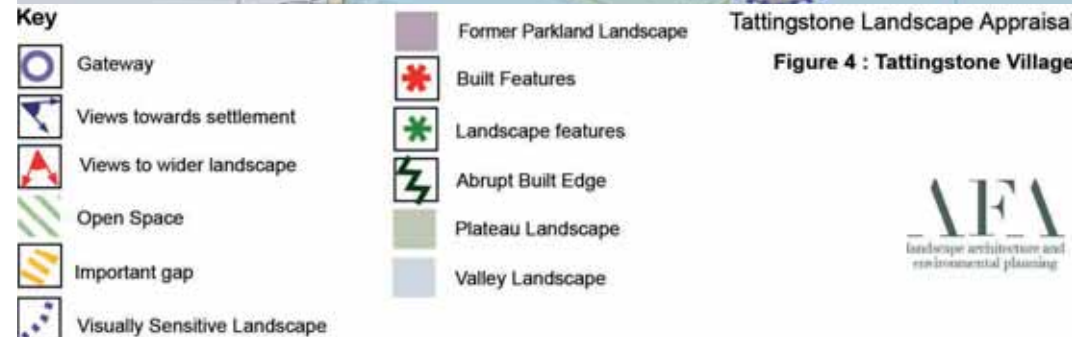 Key
Gateway
Views towards settlement
Views to wider landscape
Open Space
Important gap
Visually Sensitive Landscape
Former Parkland Landscape
Built Features
Landscape features
Abrupt Built Edge
Plateau Landscape
Valley Landscape
Tattingstone Landscape Appraisal
Figure 4 : Tattingstone Village
AFA
landscape architecture and
environmental planning